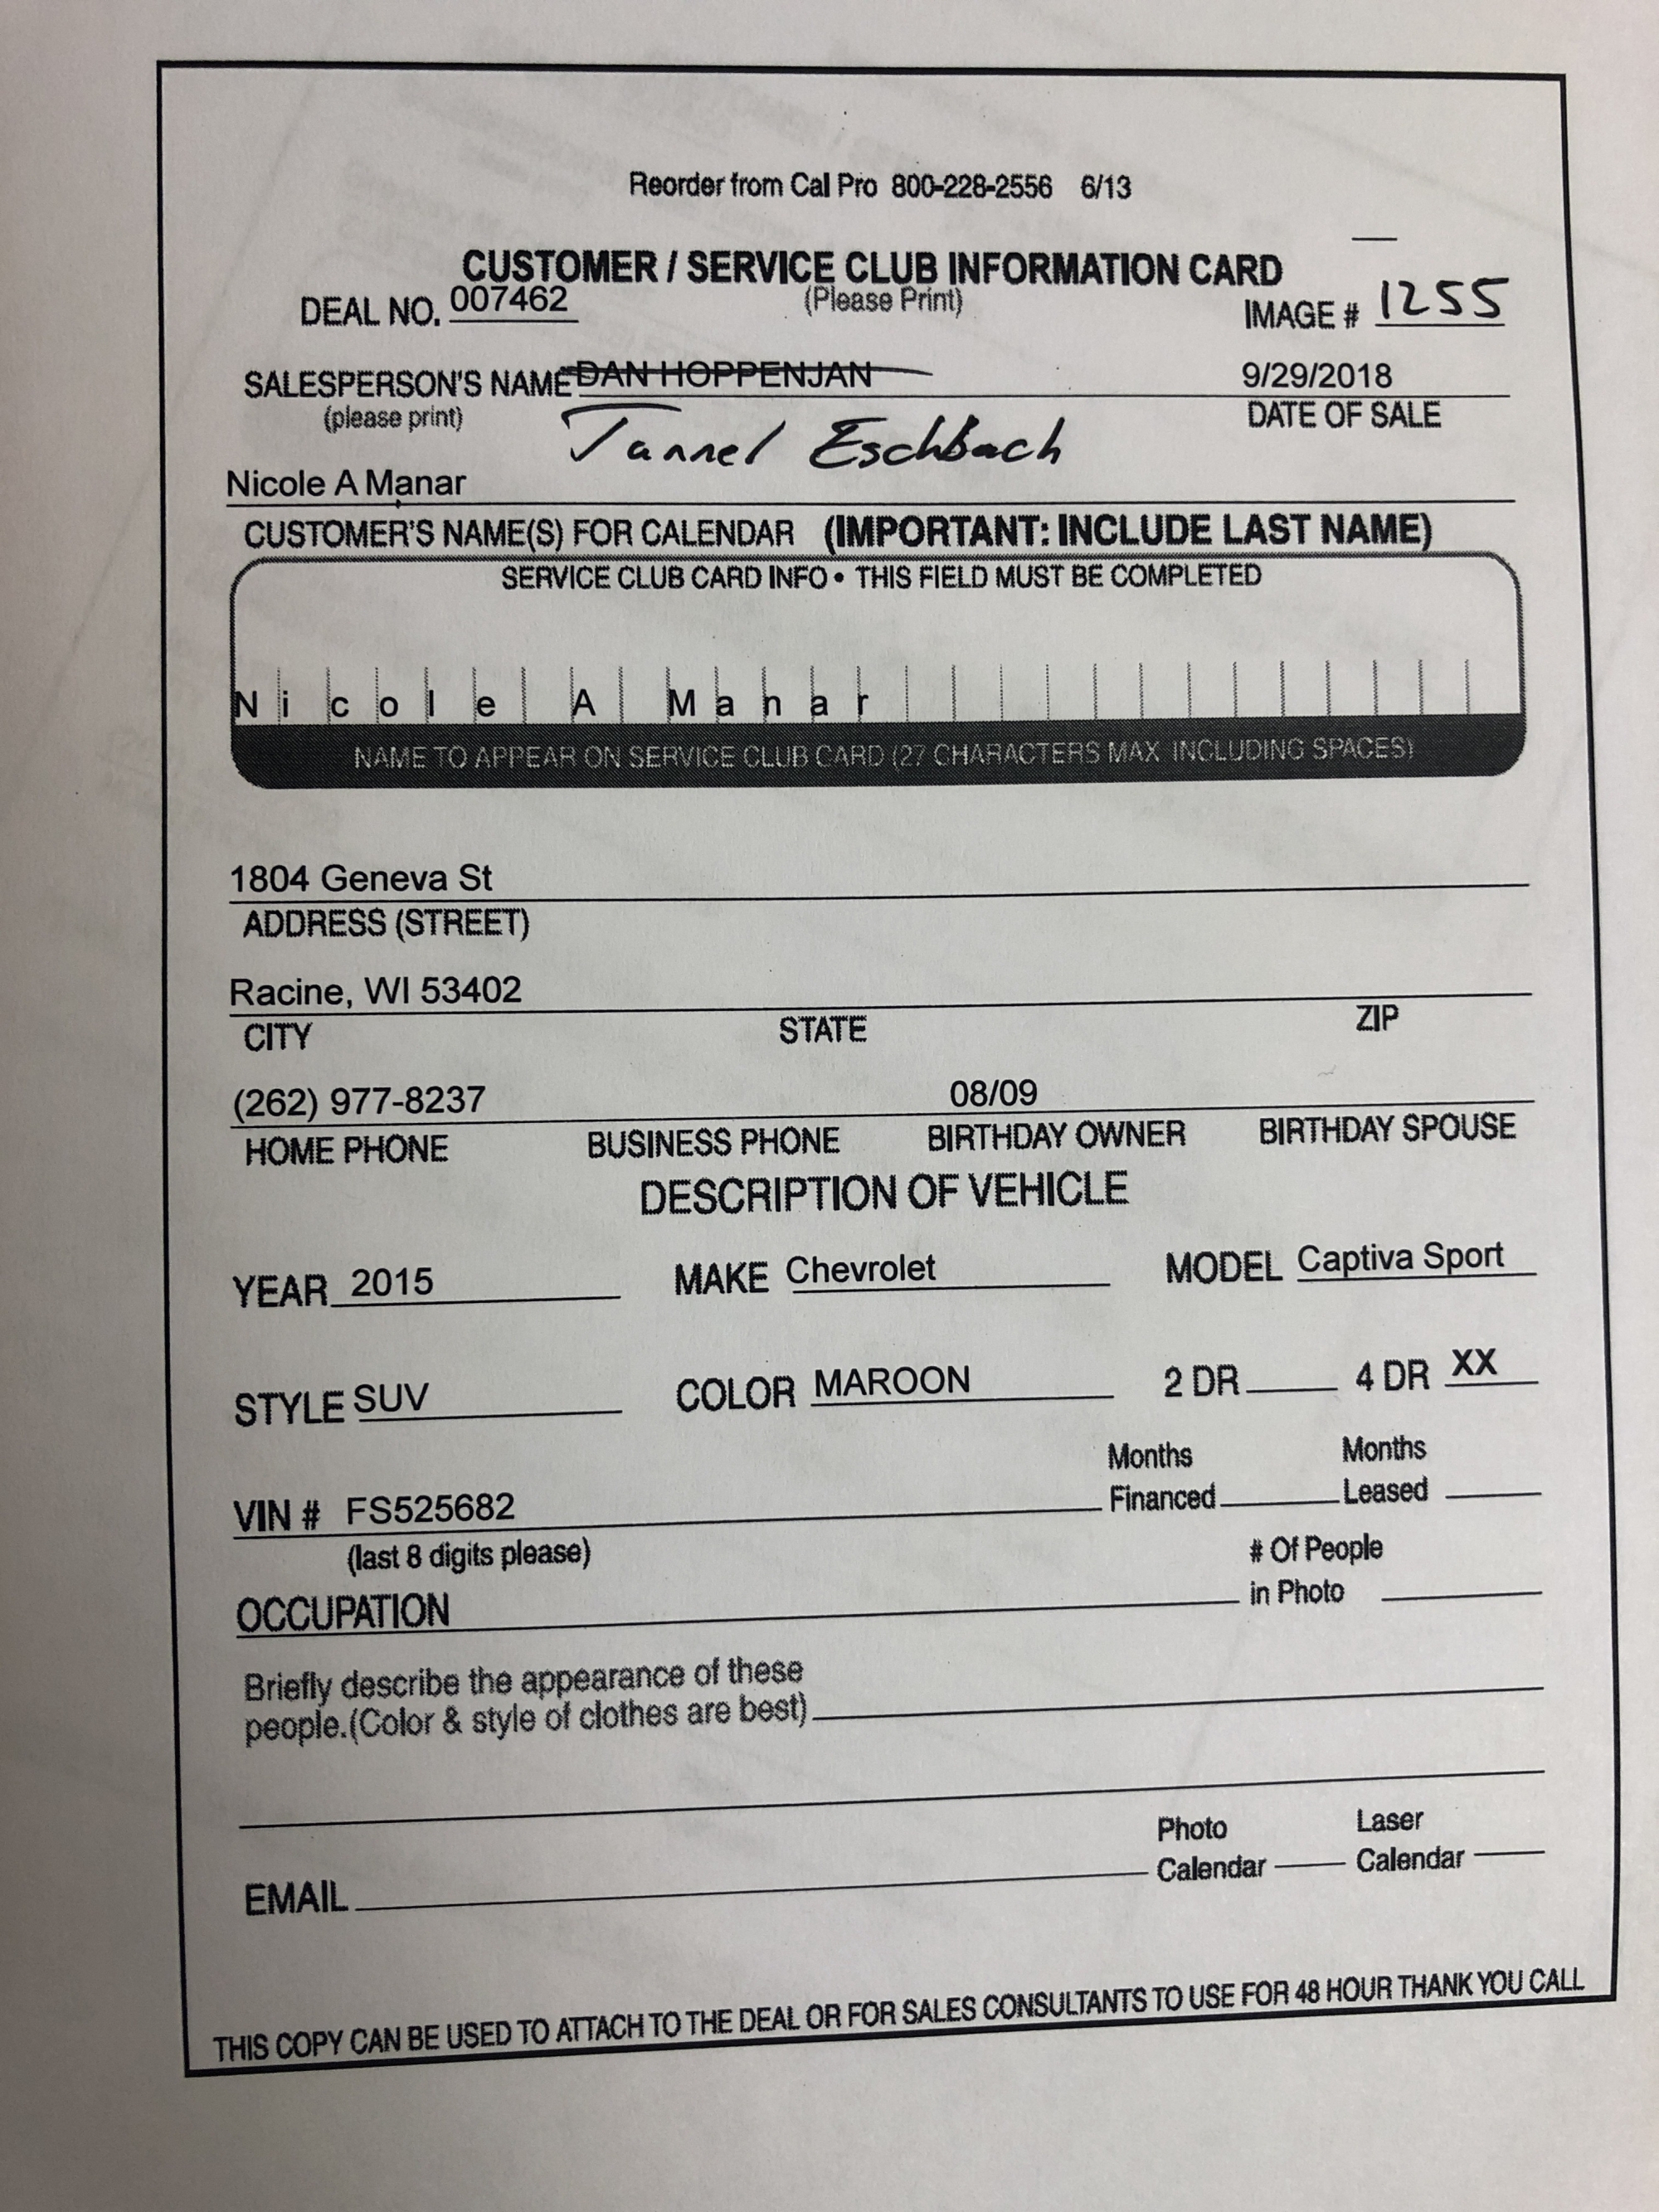 Reorder from Cal Pro 800-228-2556 6/13
CUSTOMER / SERVICE CLUB INFORMATION CARD
DEAL NO. 007462 (Please Print) IMAGE # 1255
SALESPERSON'S NAME DAN HOPPENJAN 9/29/2018
(please print) Tannel Eschbach DATE OF SALE
Nicole A Manar
CUSTOMER'S NAME(S) FOR CALENDAR (IMPORTANT: INCLUDE LAST NAME)
SERVICE CLUB CARD INFO • THIS FIELD MUST BE COMPLETED
N i c o l e A M a n a r
NAME TO APPEAR ON SERVICE CLUB CARD (27 CHARACTERS MAX INCLUDING SPACES)
1804 Geneva St
ADDRESS (STREET)
Racine, WI 53402
CITY STATE ZIP
(262) 977-8237 08/09
HOME PHONE BUSINESS PHONE BIRTHDAY OWNER BIRTHDAY SPOUSE
DESCRIPTION OF VEHICLE
YEAR 2015 MAKE Chevrolet MODEL Captiva Sport
STYLE SUV COLOR MAROON 2 DR 4 DR XX
Months Months
VIN # FS525682 Financed Leased
(last 8 digits please) # Of People
OCCUPATION in Photo
Briefly describe the appearance of these
people.(Color & style of clothes are best)
Photo Laser
EMAIL Calendar Calendar
THIS COPY CAN BE USED TO ATTACH TO THE DEAL OR FOR SALES CONSULTANTS TO USE FOR 48 HOUR THANK YOU CALL